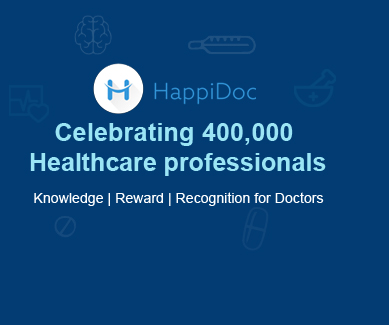 HappiDoc
Celebrating 400,000
Healthcare professionals
Knowledge | Reward | Recognition for Doctors